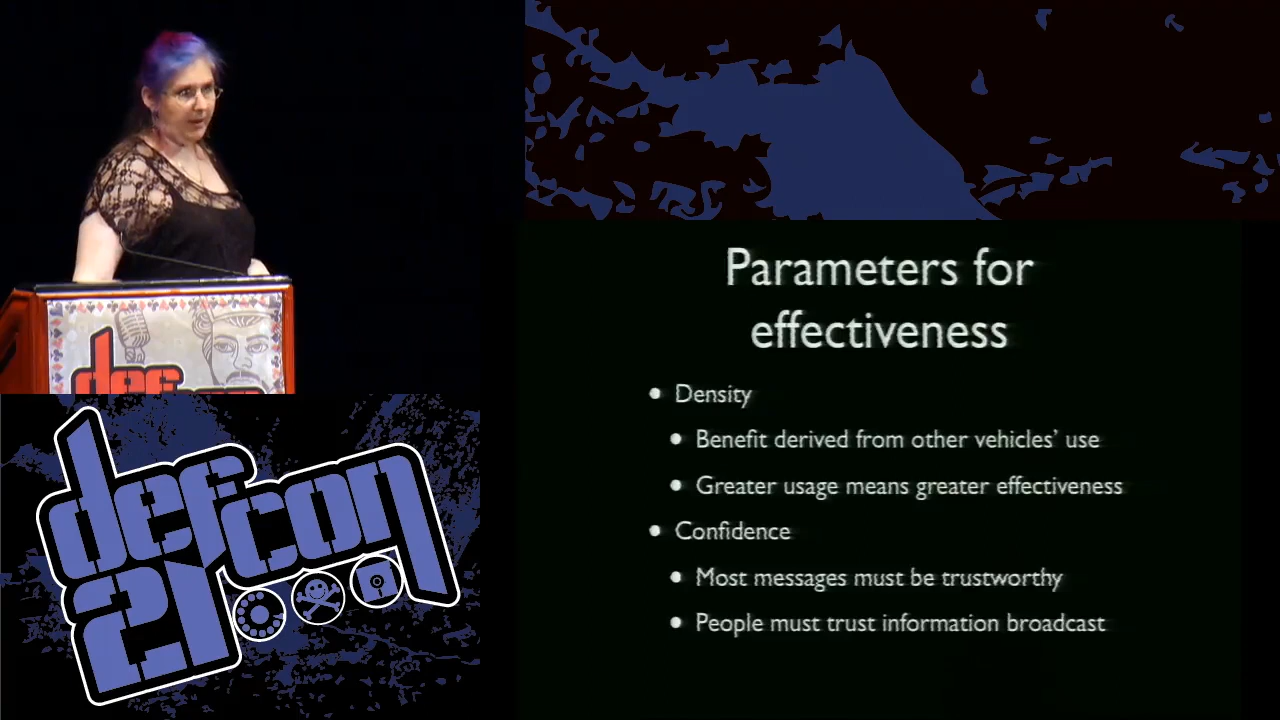 def
Parameters for
effectiveness
Density
Benefit derived from other vehicles’ use
Greater usage means greater effectiveness
Confidence
Most messages must be trustworthy
People must trust information broadcast
defcon
21